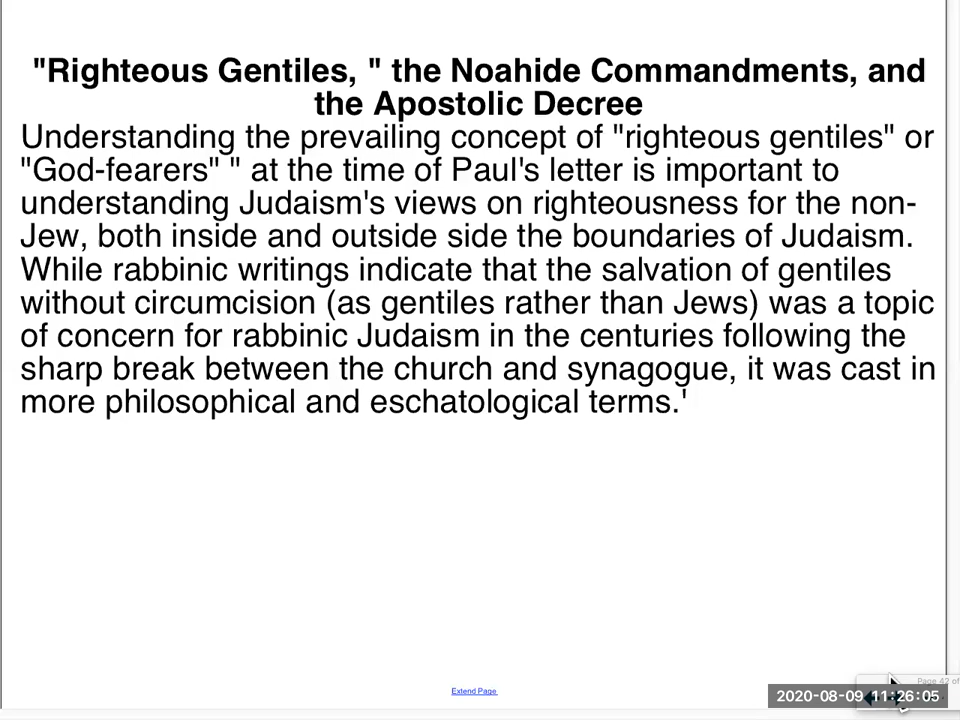 "Righteous Gentiles, " the Noahide Commandments, and
the Apostolic Decree
Understanding the prevailing concept of "righteous gentiles" or
"God-fearers" " at the time of Paul's letter is important to
understanding Judaism's views on righteousness for the non-
Jew, both inside and outside side the boundaries of Judaism.
While rabbinic writings indicate that the salvation of gentiles
without circumcision (as gentiles rather than Jews) was a topic
of concern for rabbinic Judaism in the centuries following the
sharp break between the church and synagogue, it was cast in
more philosophical and eschatological terms.'
Page 42 of
Extend Page
2020-08-09 11:26:05